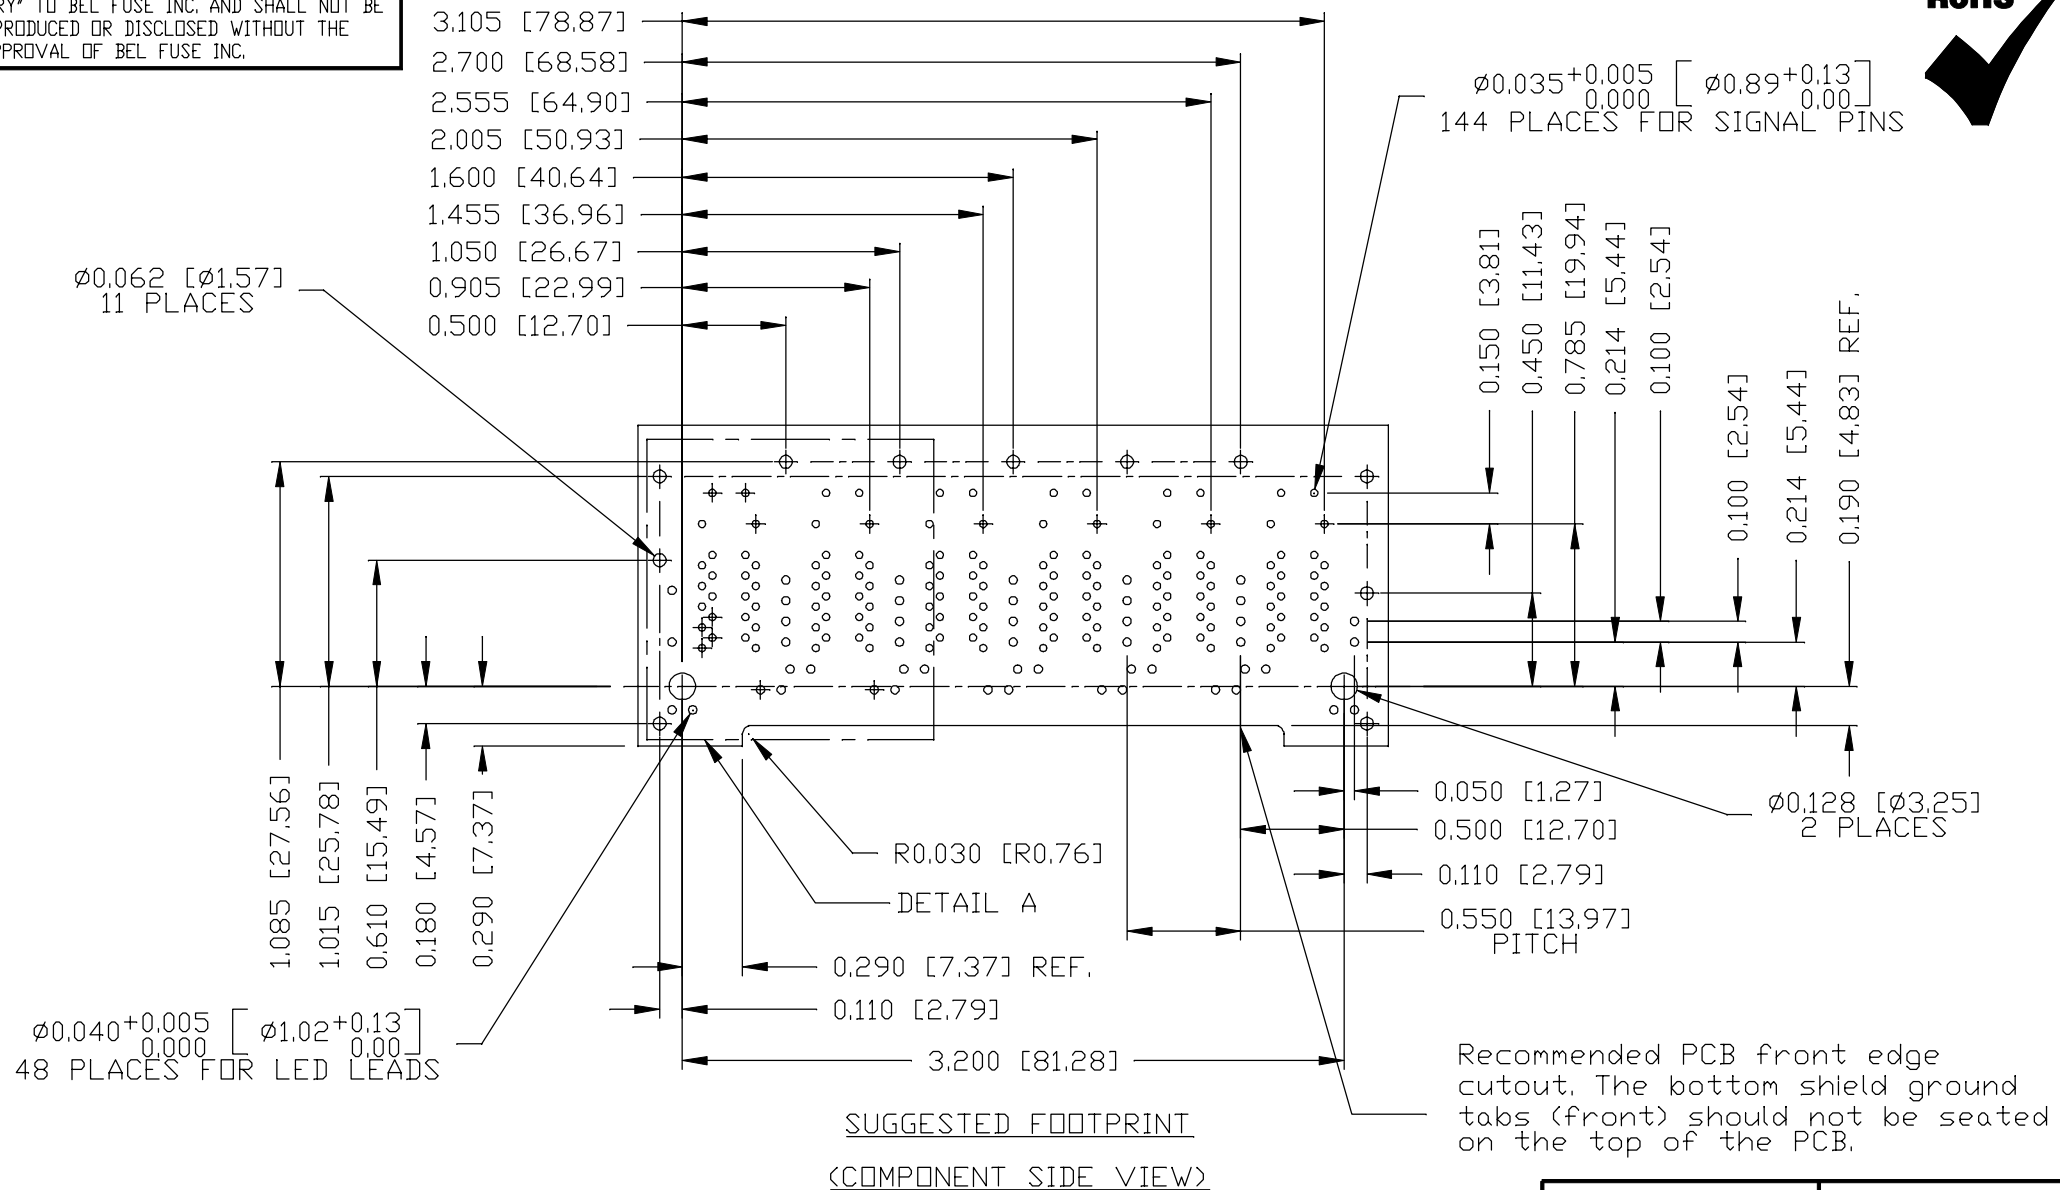 RY" TO BEL FUSE INC. AND SHALL NOT BE
PRODUCED OR DISCLOSED WITHOUT THE
PPROVAL OF BEL FUSE INC.
RoHS
3.105 [78.87]
2.700 [68.58]
2.555 [64.90]
2.005 [50.93]
1.600 [40.64]
1.455 [36.96]
1.050 [26.67]
0.905 [22.99]
0.500 [12.70]
ø0.035+0.005 0.000 [ø0.89+0.13 0.00]
144 PLACES FOR SIGNAL PINS
ø0.062 [ø1.57]
11 PLACES
0.150 [3.81]
0.450 [11.43]
0.785 [19.94]
0.214 [5.44]
0.100 [2.54]
0.100 [2.54]
0.214 [5.44]
0.190 [4.83] REF.
1.085 [27.56]
1.015 [25.78]
0.610 [15.49]
0.180 [4.57]
0.290 [7.37]
0.050 [1.27]
0.500 [12.70]
0.110 [2.79]
0.550 [13.97]
PITCH
ø0.128 [ø3.25]
2 PLACES
R0.030 [R0.76]
DETAIL A
0.290 [7.37] REF.
0.110 [2.79]
3.200 [81.28]
ø0.040+0.005 0.000 [ø1.02+0.13 0.00]
48 PLACES FOR LED LEADS
Recommended PCB front edge
cutout. The bottom shield ground
tabs (front) should not be seated
on the top of the PCB.
SUGGESTED FOOTPRINT
(COMPONENT SIDE VIEW)